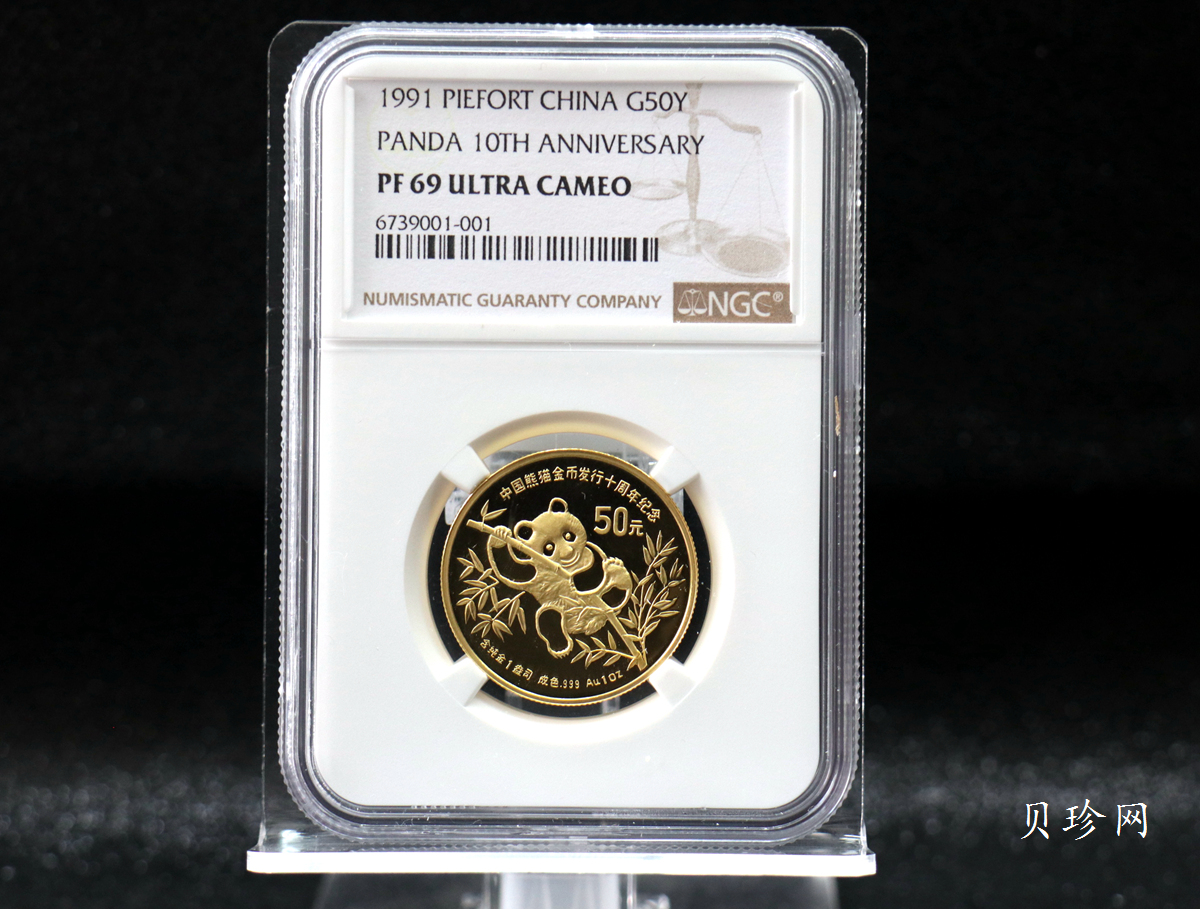 1991 PIEFORT CHINA G50Y
PANDA 10TH ANNIVERSARY
PF 69 ULTRA CAMEO
6739001-001
NUMISMATIC GUARANTY COMPANY
NGC®
中国熊猫金币发行十周年纪念
50元
含纯金1盎司 成色.999 Au1oz
贝珍网